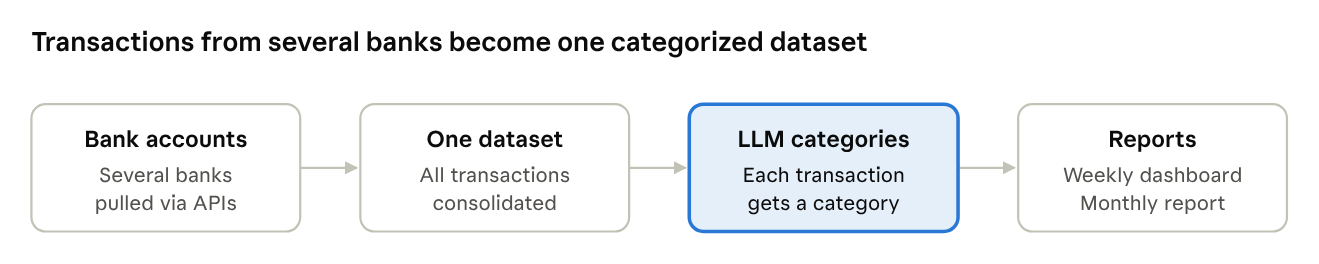 Transactions from several banks become one categorized dataset
Bank accounts
Several banks
pulled via APIs
One dataset
All transactions
consolidated
LLM categories
Each transaction
gets a category
Reports
Weekly dashboard
Monthly report